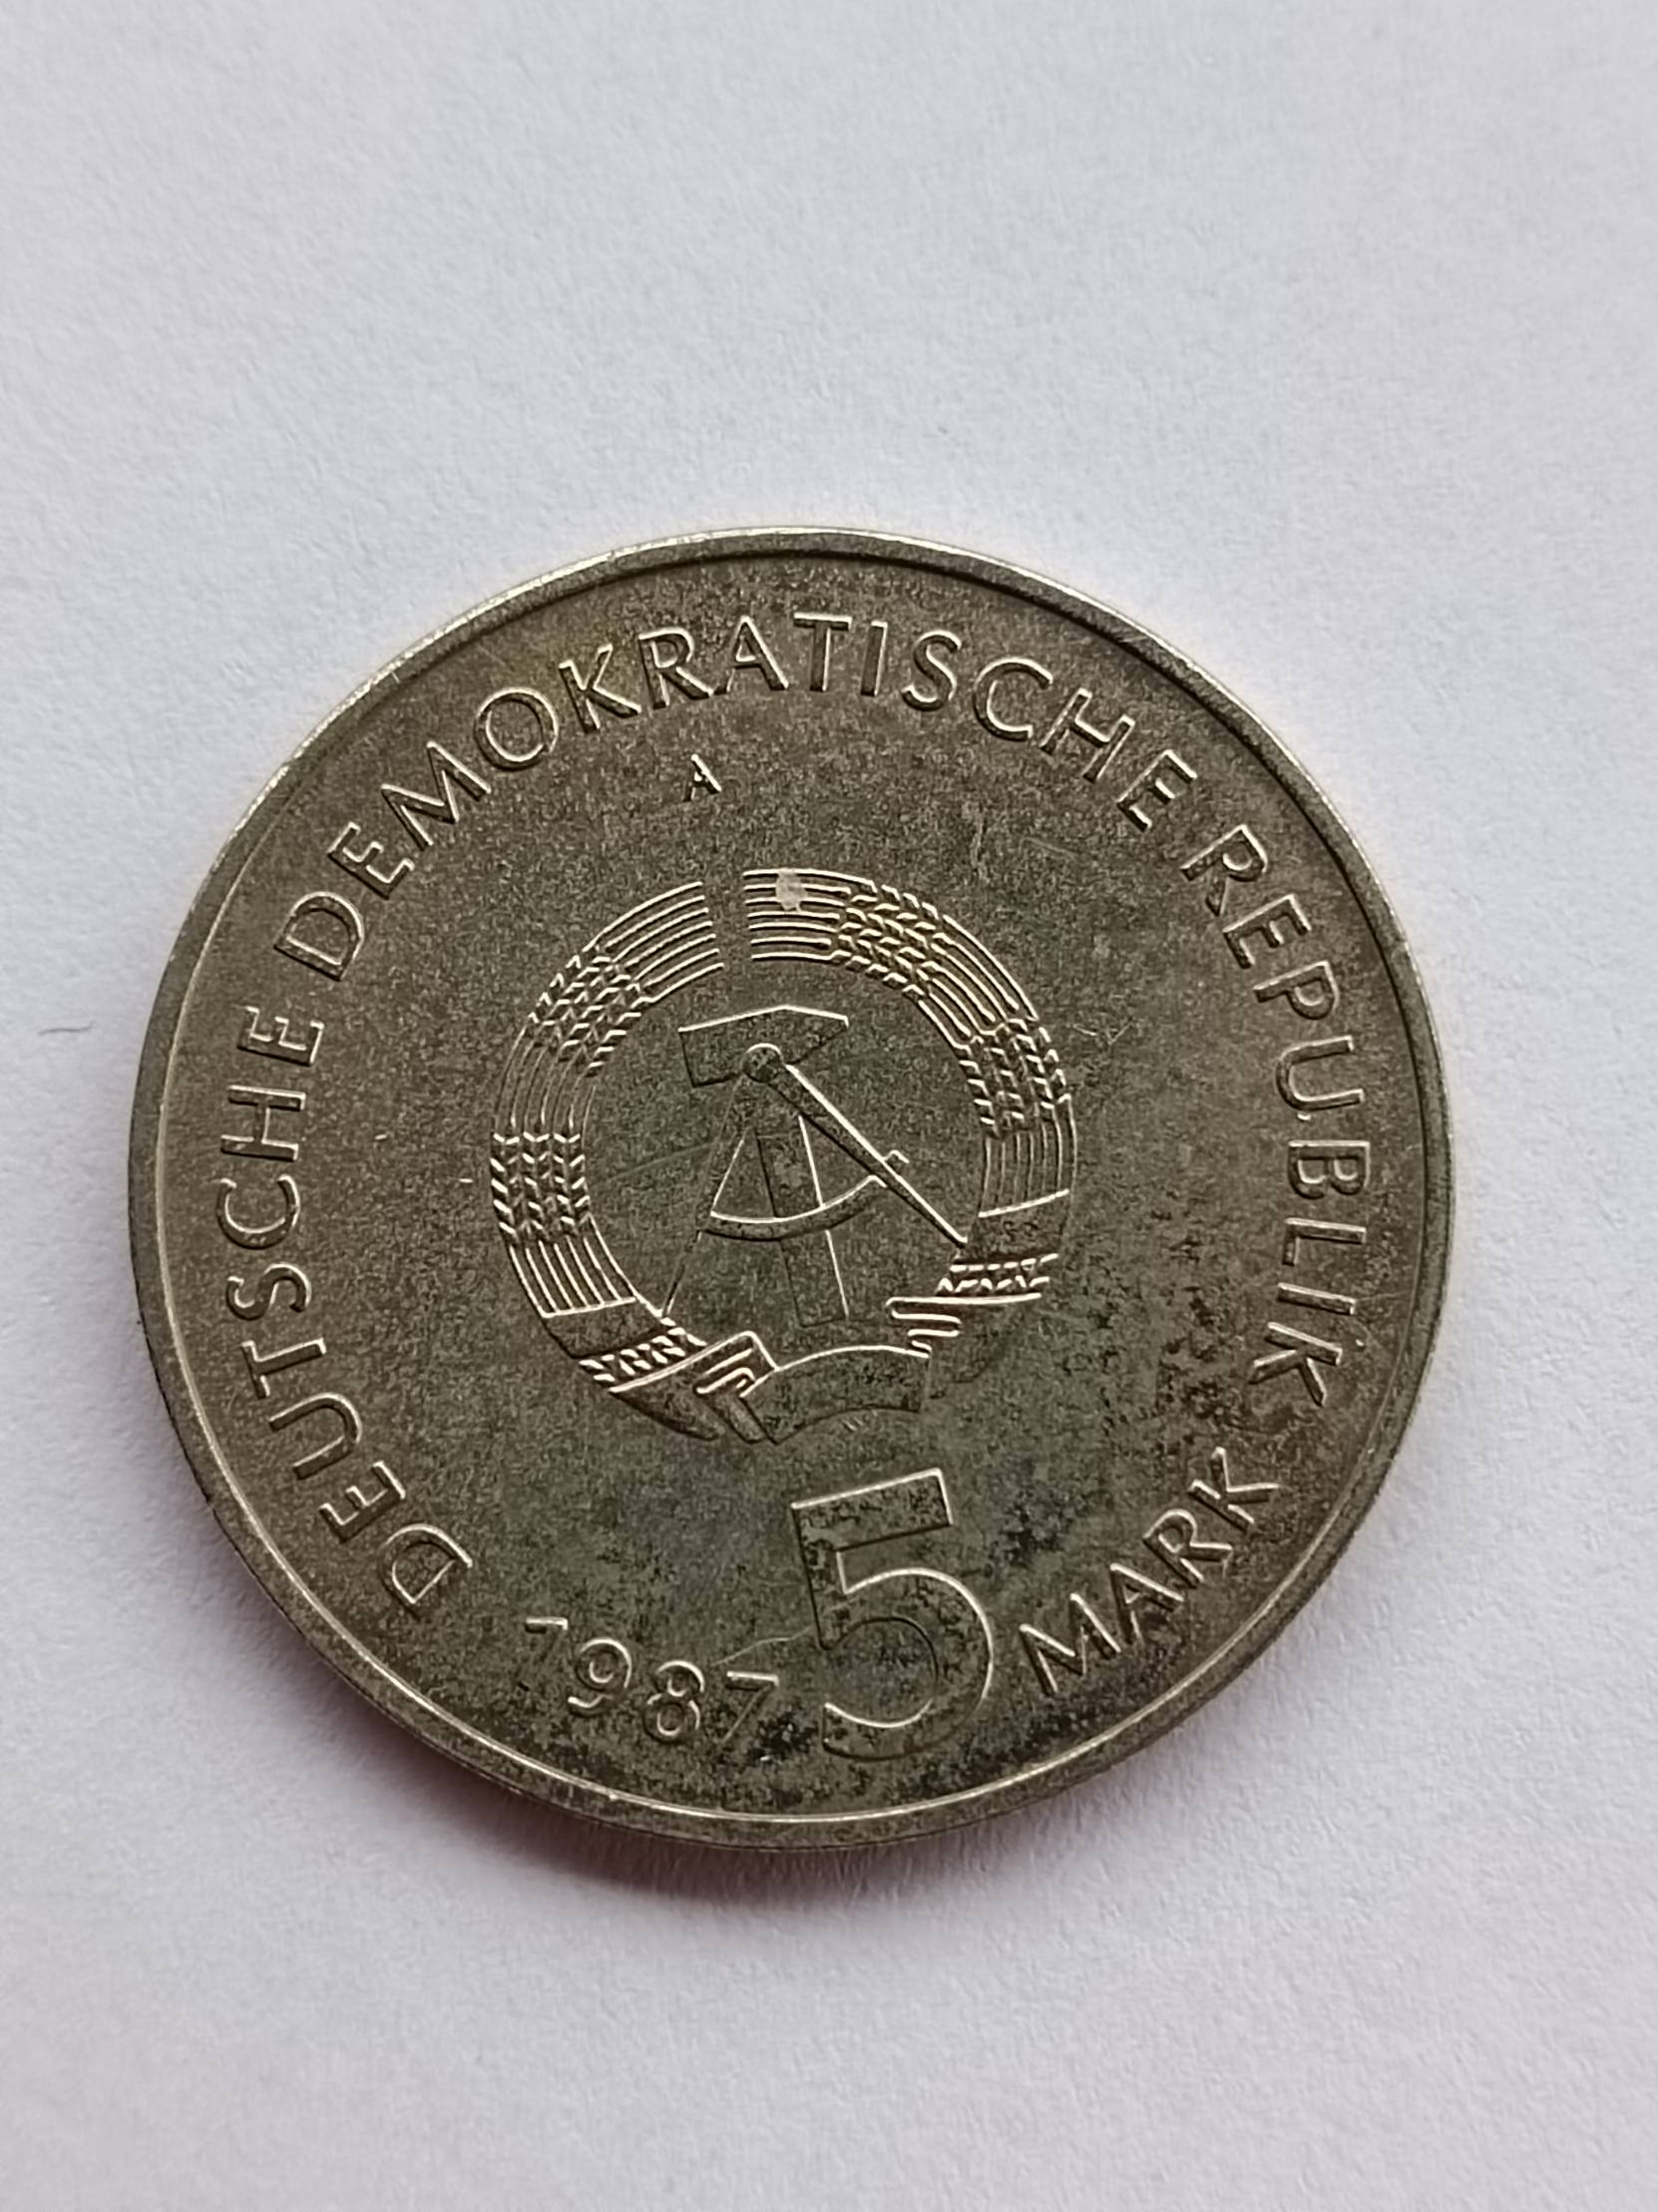 DEUTSCHE DEMOKRATISCHE REPUBLIK
A
1987 5 MARK